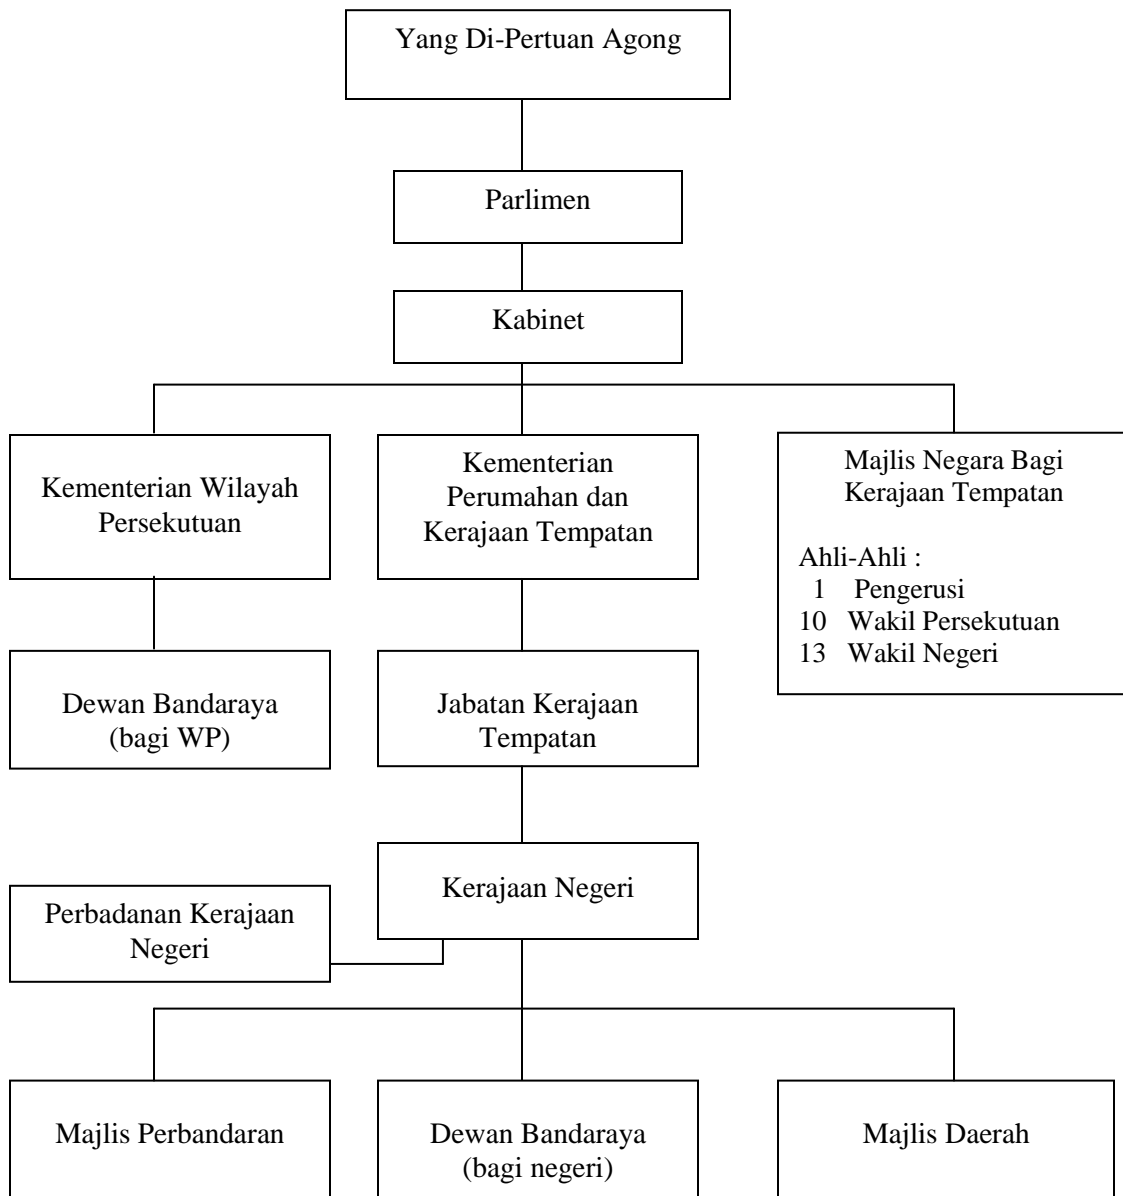 Yang Di-Pertuan Agong
Parlimen
Kabinet
Kementerian Wilayah
Persekutuan
Kementerian
Perumahan dan
Kerajaan Tempatan
Majlis Negara Bagi
Kerajaan Tempatan
Ahli-Ahli :
1 Pengerusi
10 Wakil Persekutuan
13 Wakil Negeri
Dewan Bandaraya
(bagi WP)
Jabatan Kerajaan
Tempatan
Kerajaan Negeri
Perbadanan Kerajaan
Negeri
Majlis Perbandaran
Dewan Bandaraya
(bagi negeri)
Majlis Daerah